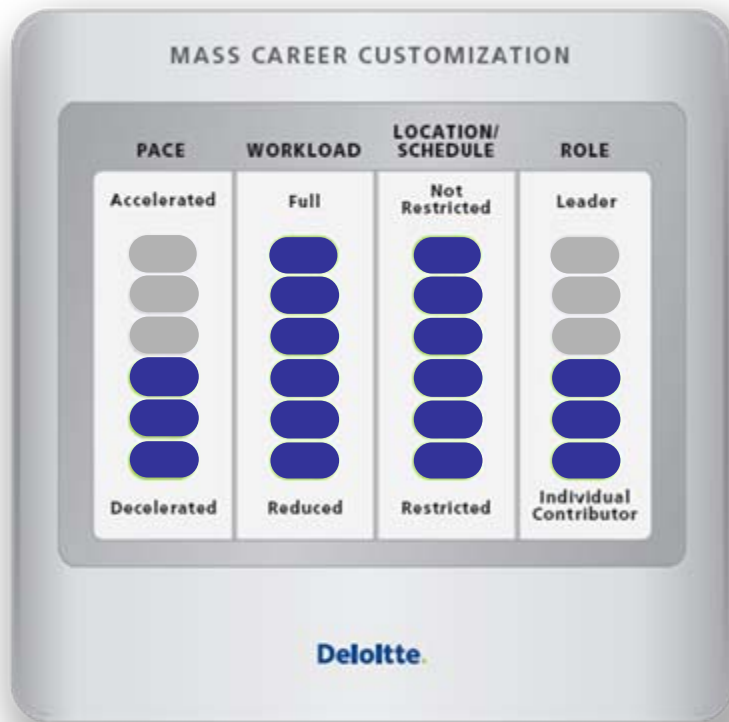 MASS CAREER CUSTOMIZATION
PACE
WORKLOAD
LOCATION/
SCHEDULE
ROLE
Accelerated
Full
Not
Restricted
Leader
Decelerated
Reduced
Restricted
Individual
Contributor
Deloitte.